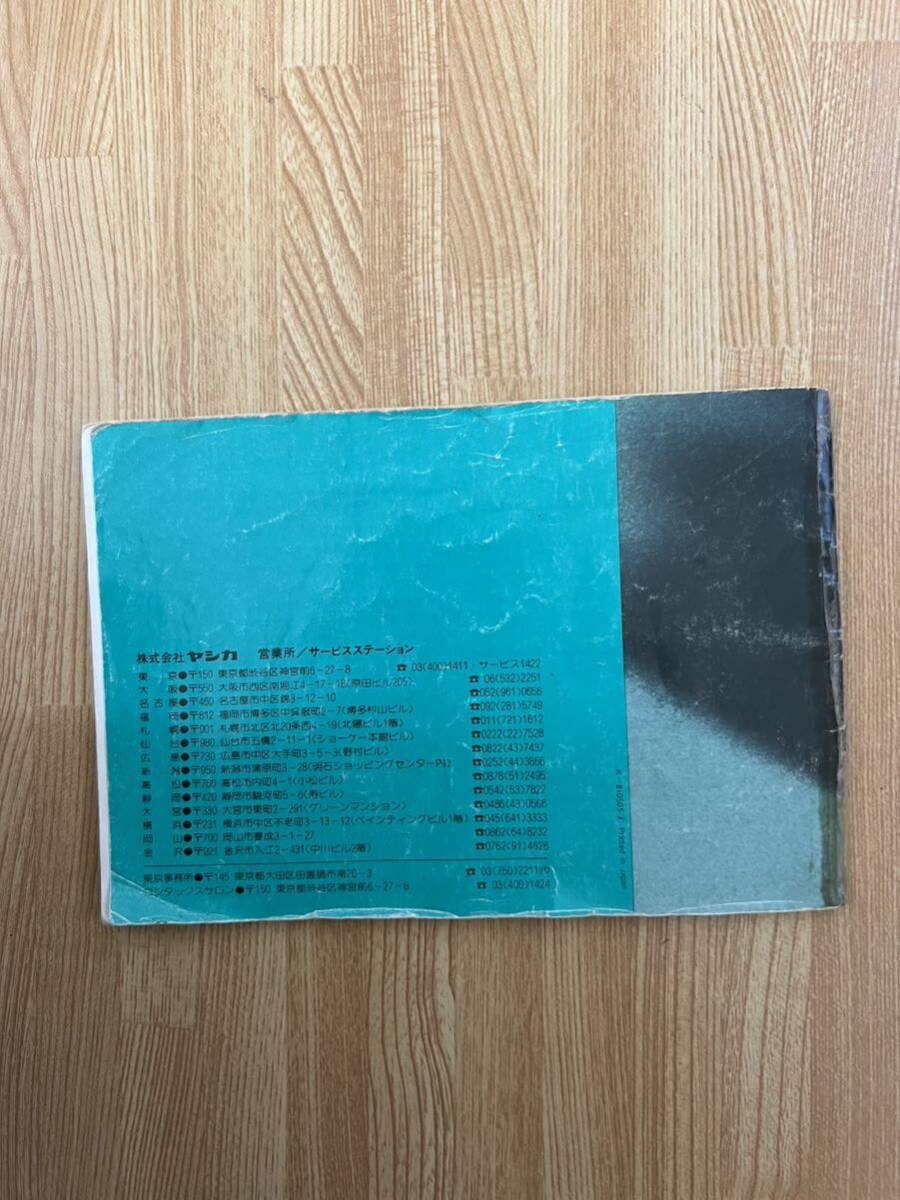 株式会社 ヤシカ 営業所／サービスステーション
東京●〒150 東京都渋谷区神宮前6-27-8 ☎ 03(400)1411・サービス1422
大阪●〒550 大阪市西区南堀江4-17-18(原田ビル205) ☎ 06(532)2251
名古屋●〒460 名古屋市中区錦3-12-10 ☎052(961)0656
福岡●〒812 福岡市博多区中呉服町2-7(博多村山ビル) ☎092(281)5749
札幌●〒001 札幌市北区北20条西4-19(北陽ビル1階) ☎011(721)1612
仙台●〒980 仙台市五橋2-11-1(ショーケー本館ビル) ☎0222(22)7528
広島●〒730 広島市中区大手町3-5-3(野村ビル) ☎0822(43)7437
新潟●〒950 新潟市蒲原町3-28(明石ショッピングセンター内) ☎0252(44)3866
高松●〒760 高松市内町4-1(小松ビル) ☎0878(51)2495
静岡●〒420 静岡市駿河町5-6(寿ビル) ☎0542(53)7822
大宮●〒330 大宮市東町2-291(グリーンマンション) ☎0486(43)0566
横浜●〒231 横浜市中区不老町3-13-12(ペインティングビル1階) ☎045(641)3333
岡山●〒700 岡山市豊成3-1-27 ☎0862(64)8232
金沢●〒921 金沢市入江2-431(中川ビル2階) ☎0762(91)4626
東京事務所●〒145 東京都大田区田園調布南20-3 ☎ 03(750)2211
コンタックスサロン●〒150 東京都渋谷区神宮前6-27-8 ☎ 03(400)1424
Printed in Japan